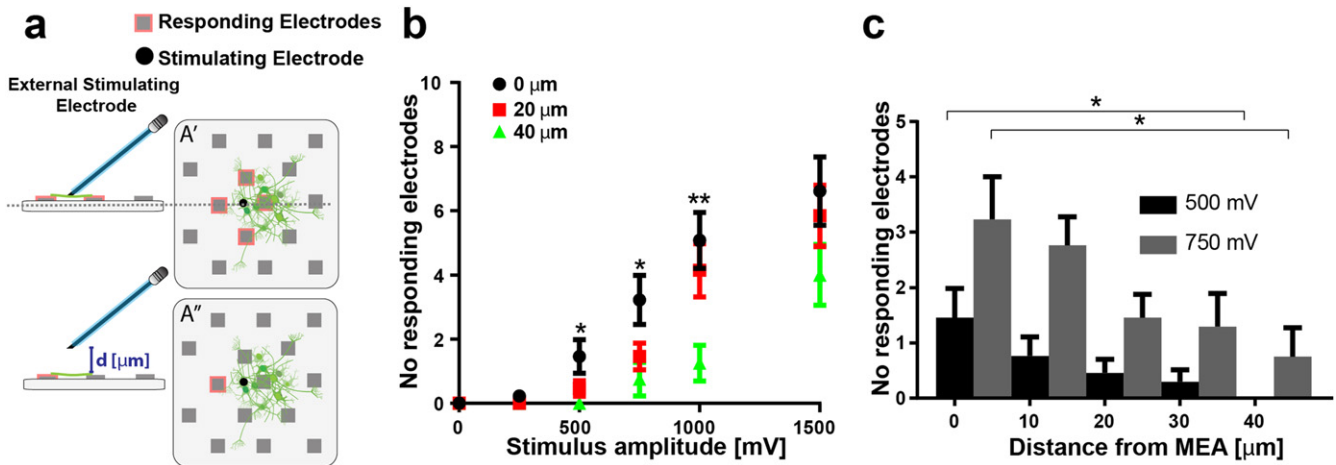 a
Responding Electrodes
Stimulating Electrode
External Stimulating
Electrode
A'
A"
d [μm]
b
0 μm
20 μm
40 μm
No responding electrodes
10
8
6
4
2
0
*
*
**
0
500
1000
1500
Stimulus amplitude [mV]
c
*
*
500 mV
750 mV
No responding electrodes
5
4
3
2
1
0
0
10
20
30
40
Distance from MEA [μm]